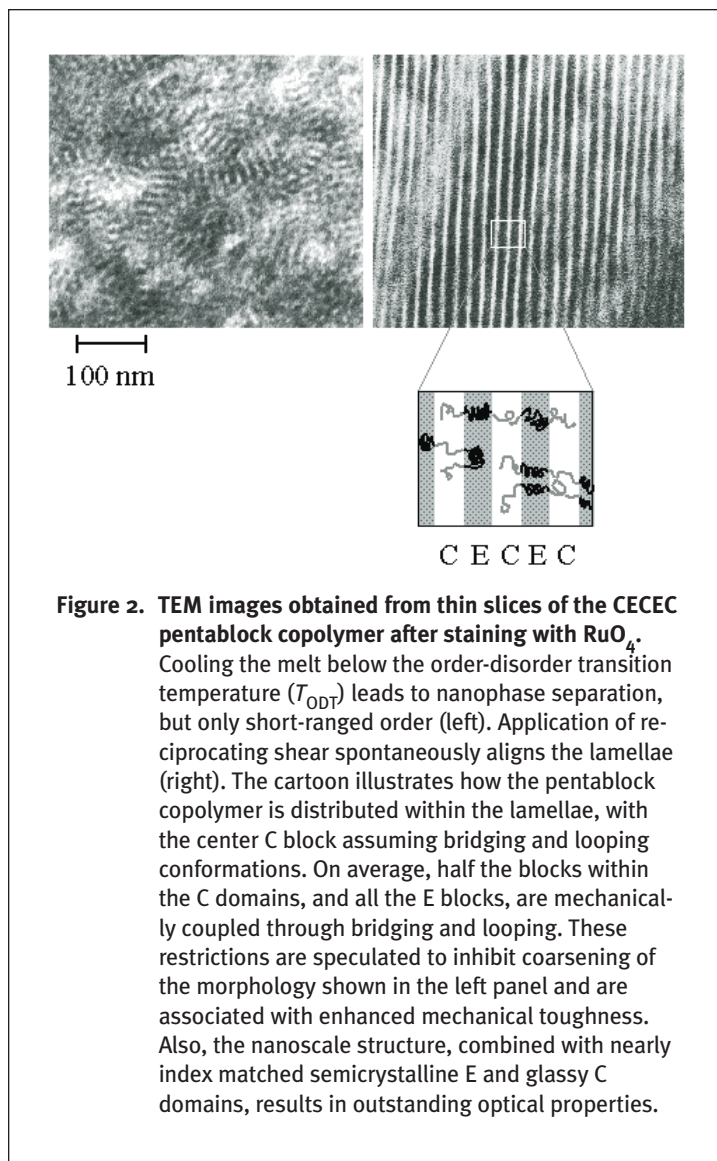 100 nm
C E C E C
Figure 2. TEM images obtained from thin slices of the CECEC
pentablock copolymer after staining with RuO4.
Cooling the melt below the order-disorder transition
temperature (TODT) leads to nanophase separation,
but only short-ranged order (left). Application of re-
ciprocating shear spontaneously aligns the lamellae
(right). The cartoon illustrates how the pentablock
copolymer is distributed within the lamellae, with
the center C block assuming bridging and looping
conformations. On average, half the blocks within
the C domains, and all the E blocks, are mechanical-
ly coupled through bridging and looping. These
restrictions are speculated to inhibit coarsening of
the morphology shown in the left panel and are
associated with enhanced mechanical toughness.
Also, the nanoscale structure, combined with nearly
index matched semicrystalline E and glassy C
domains, results in outstanding optical properties.